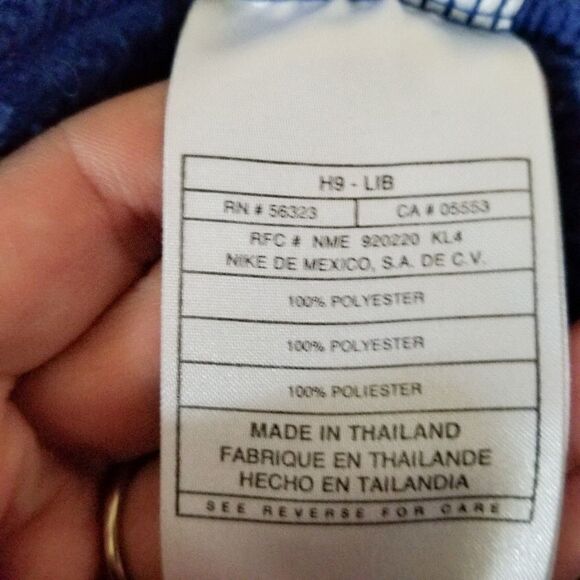 H9 - LIB
RN # 56323 CA # 05553
RFC # NME 920220 KL4
NIKE DE MEXICO, S.A. DE C.V.
100% POLYESTER
100% POLYESTER
100% POLIESTER
MADE IN THAILAND
FABRIQUE EN THAILANDE
HECHO EN TAILANDIA
SEE REVERSE FOR CARE